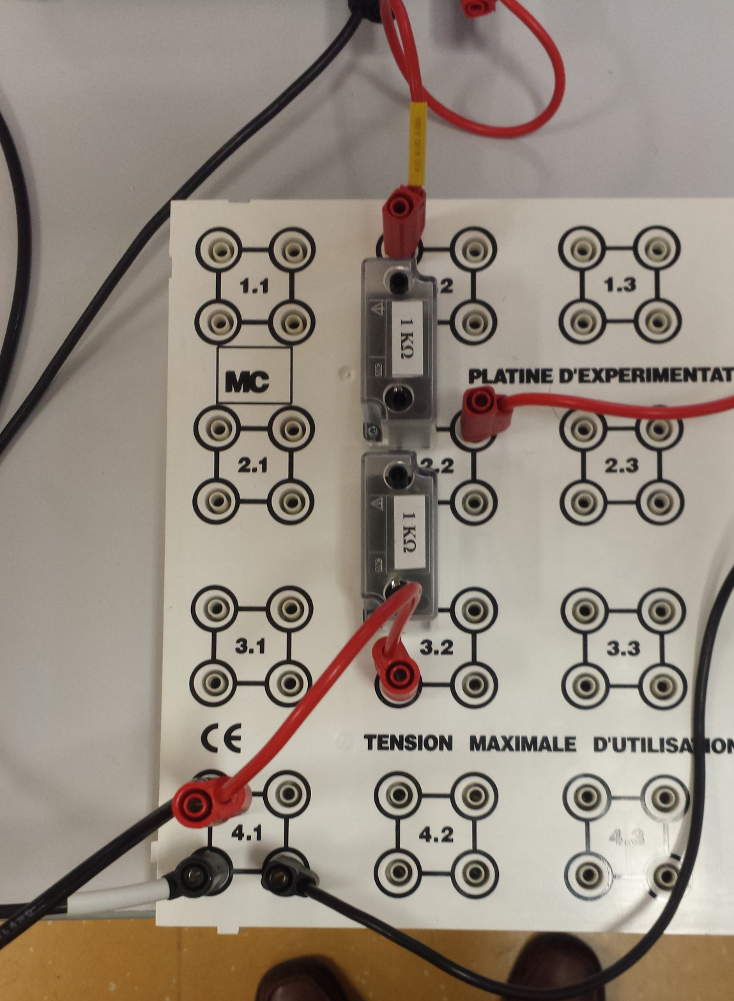 1.1
.2
1.3
1 KΩ
MC
PLATINE D'EXPERIMENTAT
2.1
2.2
2.3
1 KΩ
3.1
3.2
3.3
CE
TENSION MAXIMALE D'UTILISATION
4.1
4.2
4.3